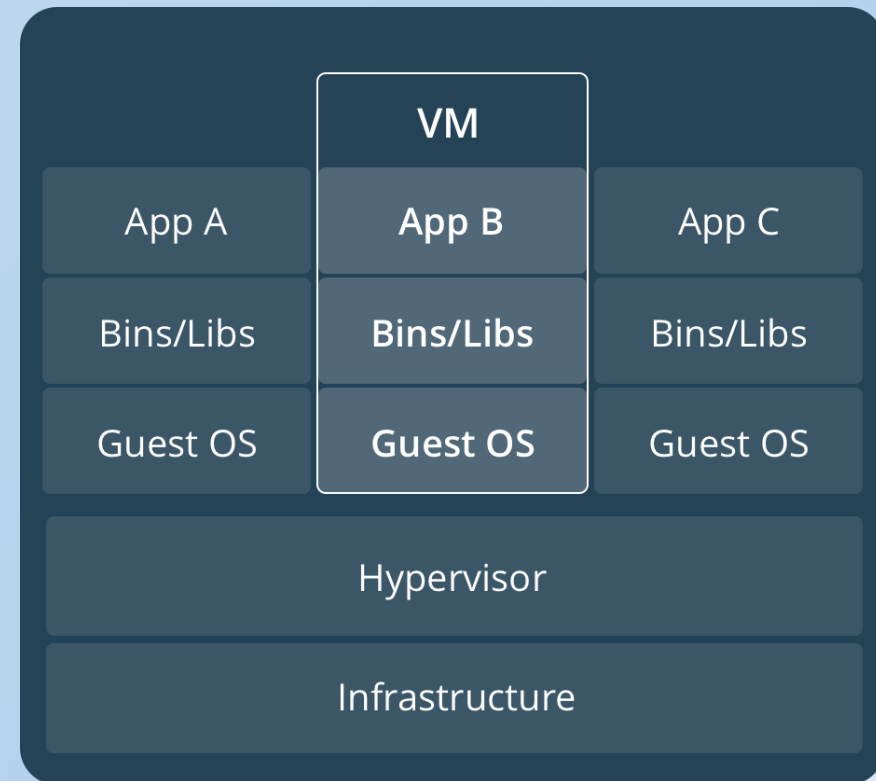 VM
App A App B App C
Bins/Libs Bins/Libs Bins/Libs
Guest OS Guest OS Guest OS
Hypervisor
Infrastructure